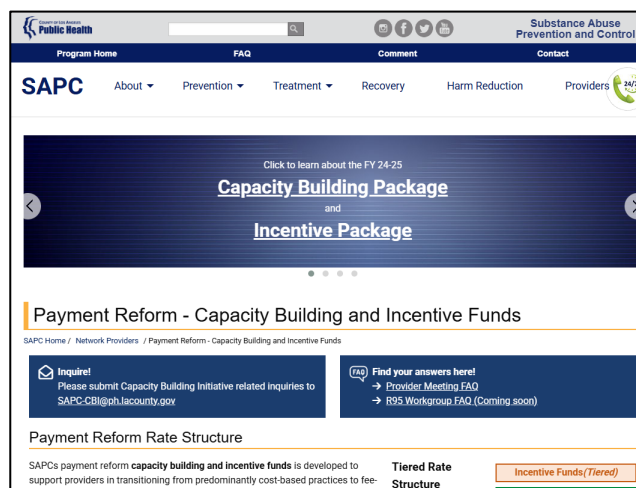 COUNTY OF LOS ANGELES
Public Health
Substance Abuse
Prevention and Control
Program Home FAQ Comment Contact
SAPC About Prevention Treatment Recovery Harm Reduction Providers 24/7
Click to learn about the FY 24-25
Capacity Building Package
and
Incentive Package
Payment Reform - Capacity Building and Incentive Funds
SAPC Home / Network Providers / Payment Reform - Capacity Building and Incentive Funds
Inquire!
Please submit Capacity Building Initiative related inquiries to
SAPC-CBI@ph.lacounty.gov
FAQ Find your answers here!
→ Provider Meeting FAQ
→ R95 Workgroup FAQ (Coming soon)
Payment Reform Rate Structure
SAPCs payment reform capacity building and incentive funds is developed to
support providers in transitioning from predominantly cost-based practices to fee-
Tiered Rate
Structure
Incentive Funds(Tiered)